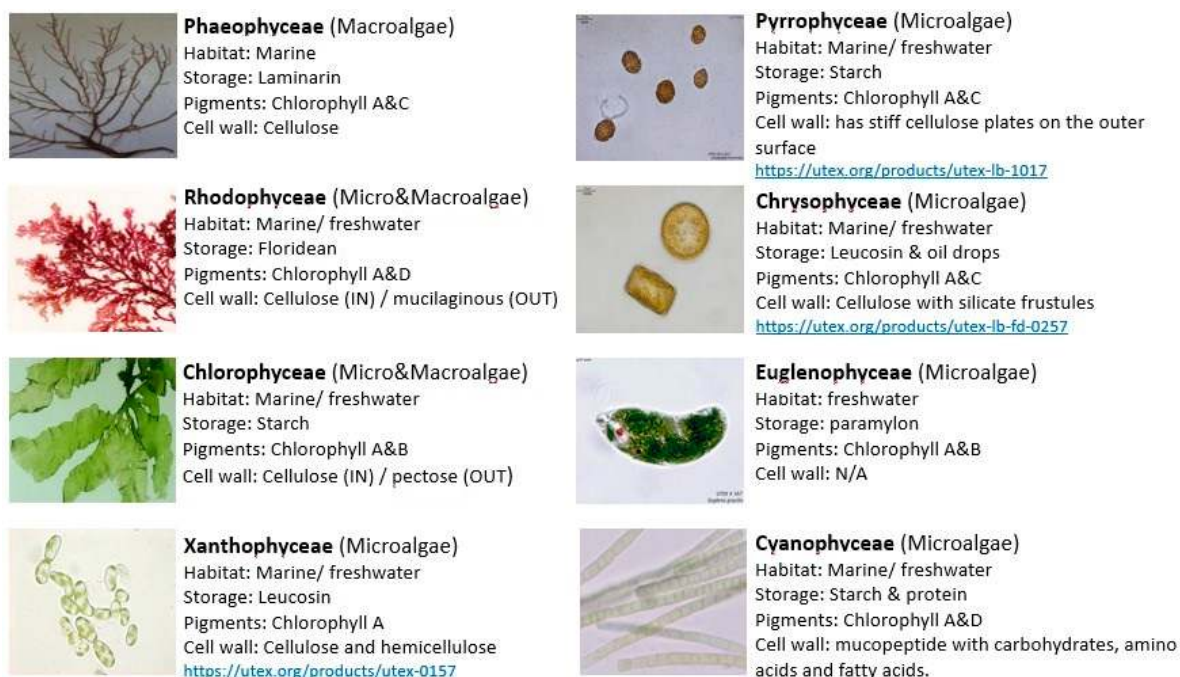 Phaeophyceae (Macroalgae)
Habitat: Marine
Storage: Laminarin
Pigments: Chlorophyll A&C
Cell wall: Cellulose
Rhodophyceae (Micro&Macroalgae)
Habitat: Marine/ freshwater
Storage: Floridean
Pigments: Chlorophyll A&D
Cell wall: Cellulose (IN) / mucilaginous (OUT)
Chlorophyceae (Micro&Macroalgae)
Habitat: Marine/ freshwater
Storage: Starch
Pigments: Chlorophyll A&B
Cell wall: Cellulose (IN) / pectose (OUT)
Xanthophyceae (Microalgae)
Habitat: Marine/ freshwater
Storage: Leucosin
Pigments: Chlorophyll A
Cell wall: Cellulose and hemicellulose
https://utex.org/products/utex-0157
Pyrrophyceae (Microalgae)
Habitat: Marine/ freshwater
Storage: Starch
Pigments: Chlorophyll A&C
Cell wall: has stiff cellulose plates on the outer
surface
https://utex.org/products/utex-lb-1017
Chrysophyceae (Microalgae)
Habitat: Marine/ freshwater
Storage: Leucosin & oil drops
Pigments: Chlorophyll A&C
Cell wall: Cellulose with silicate frustules
https://utex.org/products/utex-lb-fd-0257
Euglenophyceae (Microalgae)
Habitat: freshwater
Storage: paramylon
Pigments: Chlorophyll A&B
Cell wall: N/A
Cyanophyceae (Microalgae)
Habitat: Marine/ freshwater
Storage: Starch & protein
Pigments: Chlorophyll A&D
Cell wall: mucopeptide with carbohydrates, amino
acids and fatty acids.